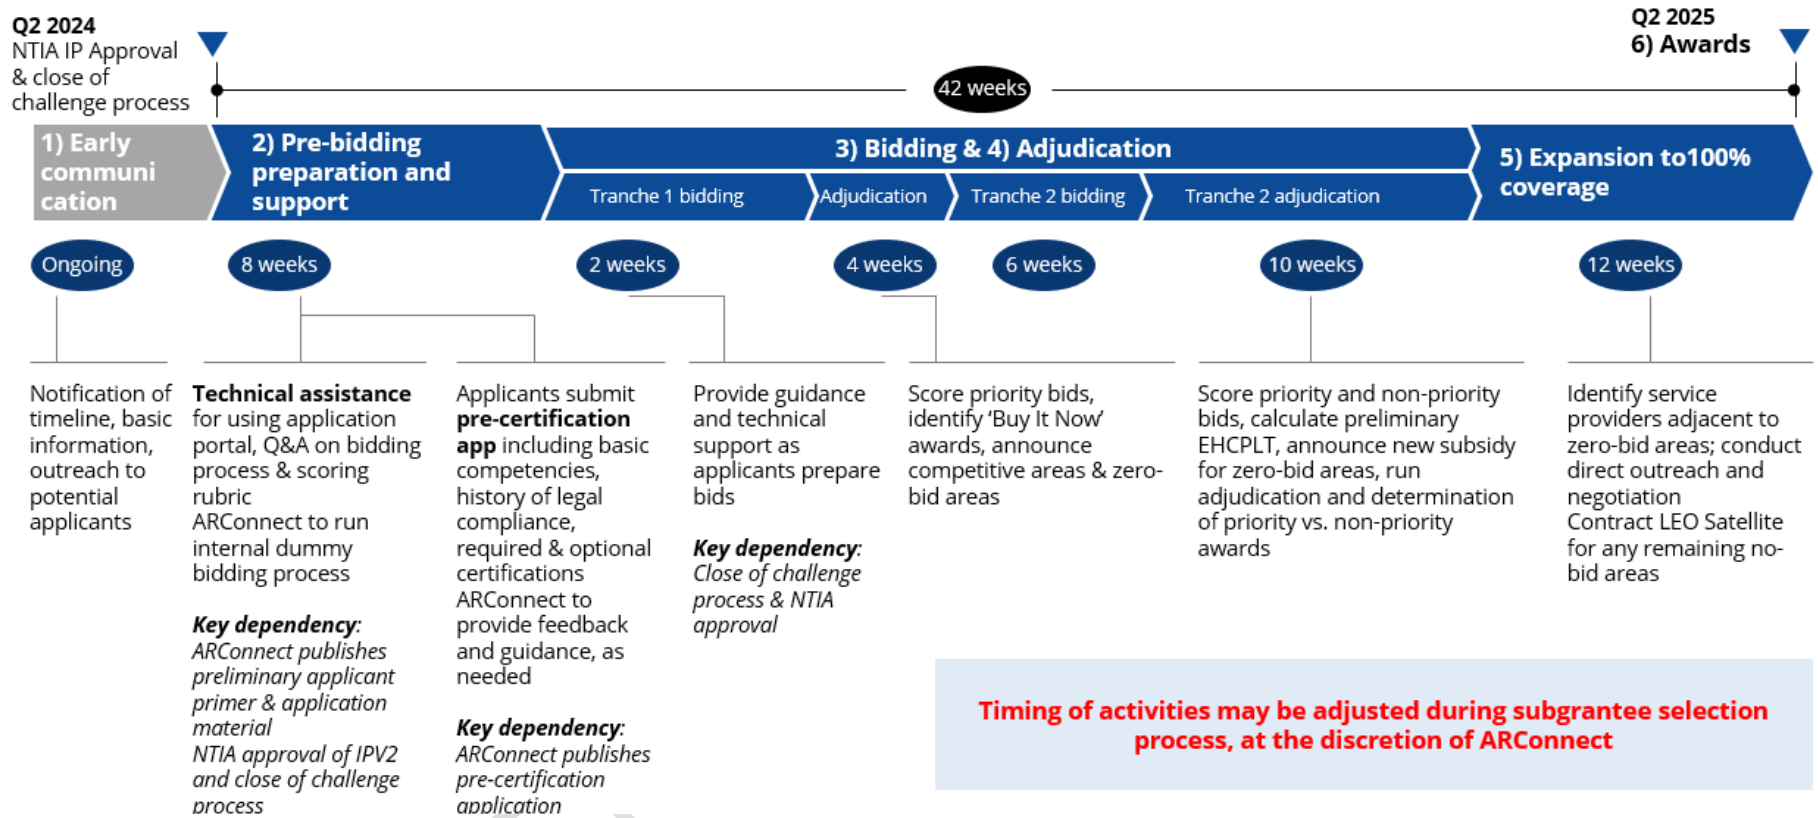 Q2 2024
NTIA IP Approval
& close of
challenge process
Q2 2025
6) Awards
42 weeks
1) Early
communi
cation
2) Pre-bidding
preparation and
support
3) Bidding & 4) Adjudication
Tranche 1 bidding
Adjudication
Tranche 2 bidding
Tranche 2 adjudication
5) Expansion to100%
coverage
Ongoing
8 weeks
2 weeks
4 weeks
6 weeks
10 weeks
12 weeks
Notification of
timeline, basic
information,
outreach to
potential
applicants
Technical assistance
for using application
portal, Q&A on bidding
process & scoring
rubric
ARConnect to run
internal dummy
bidding process
Key dependency:
ARConnect publishes
preliminary applicant
primer & application
material
NTIA approval of IPV2
and close of challenge
process
Applicants submit
pre-certification
app including basic
competencies,
history of legal
compliance,
required & optional
certifications
ARConnect to
provide feedback
and guidance, as
needed
Key dependency:
ARConnect publishes
pre-certification
application
Provide guidance
and technical
support as
applicants prepare
bids
Key dependency:
Close of challenge
process & NTIA
approval
Score priority bids,
identify ‘Buy It Now’
awards, announce
competitive areas & zero-
bid areas
Score priority and non-priority
bids, calculate preliminary
EHCPLT, announce new subsidy
for zero-bid areas, run
adjudication and determination
of priority vs. non-priority
awards
Identify service
providers adjacent to
zero-bid areas; conduct
direct outreach and
negotiation
Contract LEO Satellite
for any remaining no-
bid areas
Timing of activities may be adjusted during subgrantee selection
process, at the discretion of ARConnect